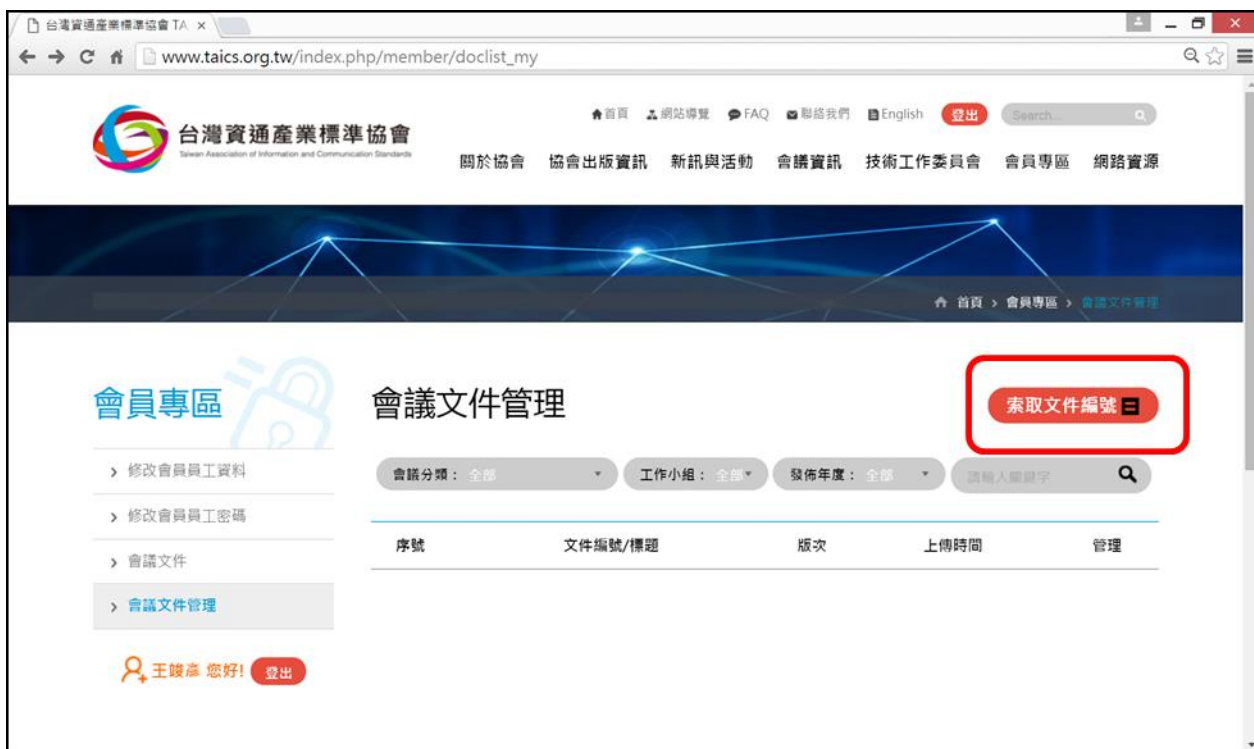 台灣資通產業標準協會 TA
www.taics.org.tw/index.php/member/doclist_my
首頁 網站導覽 FAQ 聯絡我們 English 登出 Search...
台灣資通產業標準協會
Taiwan Association of Information and Communication Standards
關於協會 協會出版資訊 新訊與活動 會議資訊 技術工作委員會 會員專區 網路資源
首頁 > 會員專區 > 會議文件管理
會員專區
會議文件管理
索取文件編號
> 修改會員員工資料
會議分類： 全部 工作小組： 全部 發佈年度： 全部 請輸入關鍵字
> 修改會員員工密碼
序號 文件編號/標題 版次 上傳時間 管理
> 會議文件
> 會議文件管理
王竣彥 您好! 登出